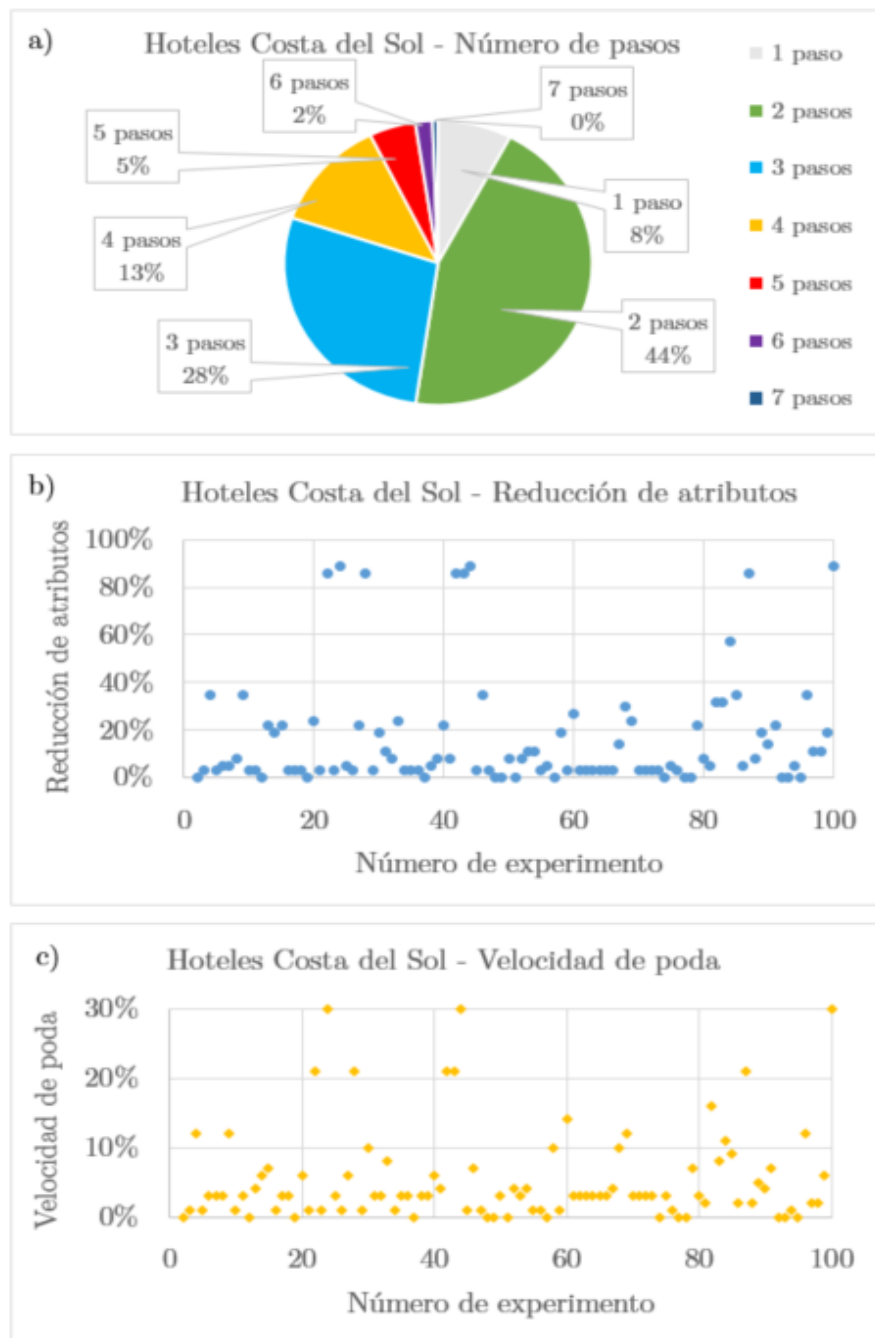 a)
Hoteles Costa del Sol - Número de pasos
6 pasos
2%
7 pasos
0%
5 pasos
5%
1 paso
8%
4 pasos
13%
2 pasos
44%
3 pasos
28%
1 paso
2 pasos
3 pasos
4 pasos
5 pasos
6 pasos
7 pasos
b)
Hoteles Costa del Sol - Reducción de atributos
Reducción de atributos
100%
80%
60%
40%
20%
0%
0 20 40 60 80 100
Número de experimento
c)
Hoteles Costa del Sol - Velocidad de poda
Velocidad de poda
30%
20%
10%
0%
0 20 40 60 80 100
Número de experimento